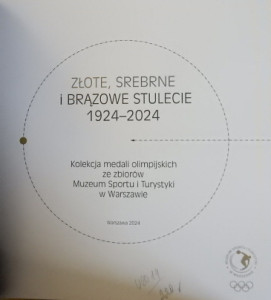 ZŁOTE, SREBRNE
I BRĄZOWE STULECIE
1924–2024
Kolekcja medali olimpijskich
ze zbiorów
Muzeum Sportu i Turystyki
w Warszawie
Warszawa 2024